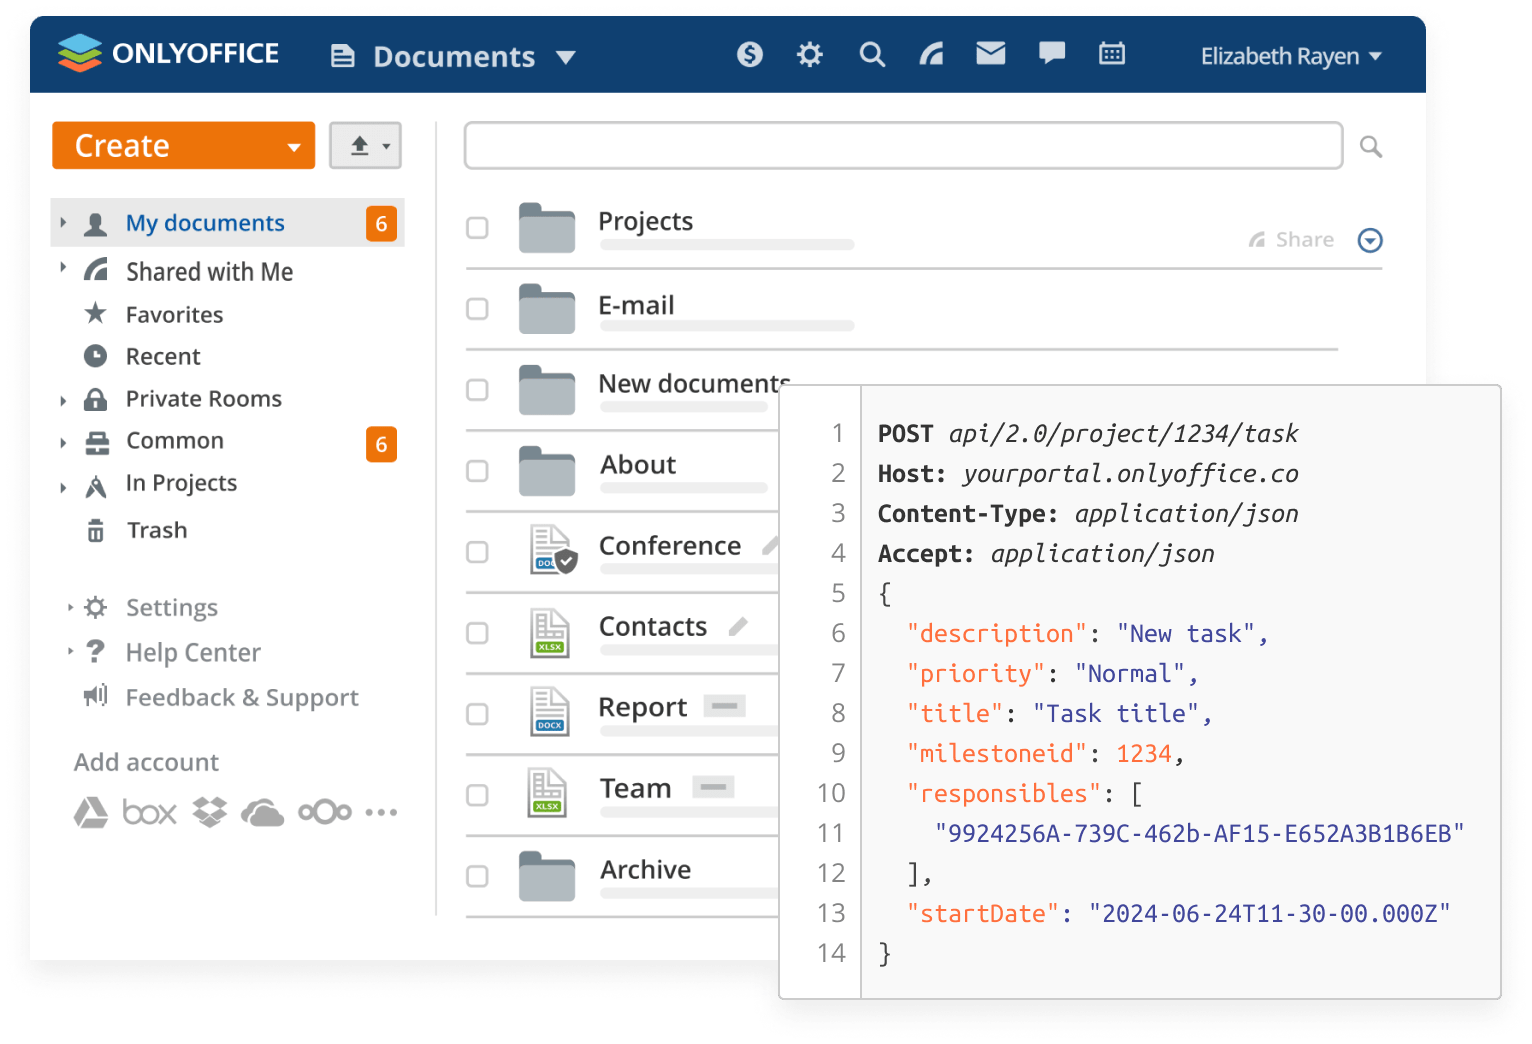 ONLYOFFICE
Documents
Elizabeth Rayen
Create
My documents 6
Shared with Me
Favorites
Recent
Private Rooms
Common 6
In Projects
Trash
Settings
Help Center
Feedback & Support
Add account
box
Projects
Share
E-mail
New documents
About
Conference
DOCX
Contacts
XLSX
Report
DOCX
Team
XLSX
Archive
1 POST api/2.0/project/1234/task
2 Host: yourportal.onlyoffice.co
3 Content-Type: application/json
4 Accept: application/json
5 {
6 "description": "New task",
7 "priority": "Normal",
8 "title": "Task title",
9 "milestoneid": 1234,
10 "responsibles": [
11 "9924256A-739C-462b-AF15-E652A3B1B6EB"
12 ],
13 "startDate": "2024-06-24T11-30-00.000Z"
14 }